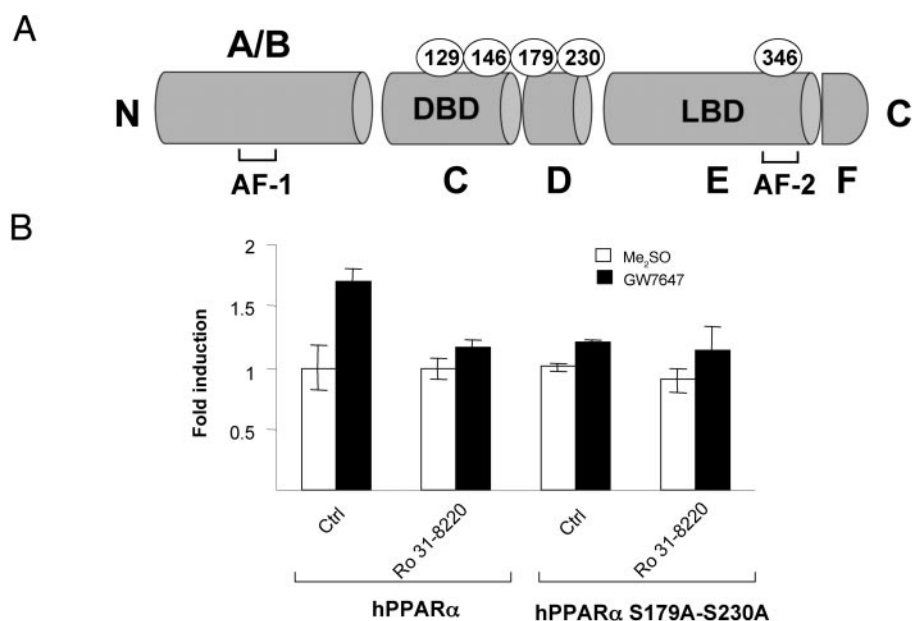 A
A/B
129 146 179 230 346
N DBD LBD C
AF-1 C D E AF-2 F
B
2
1.5
1
0.5
Fold induction
Me₂SO
GW7647
Ctrl Ro 31-8220 Ctrl Ro 31-8220
hPPARα hPPARα S179A-S230A